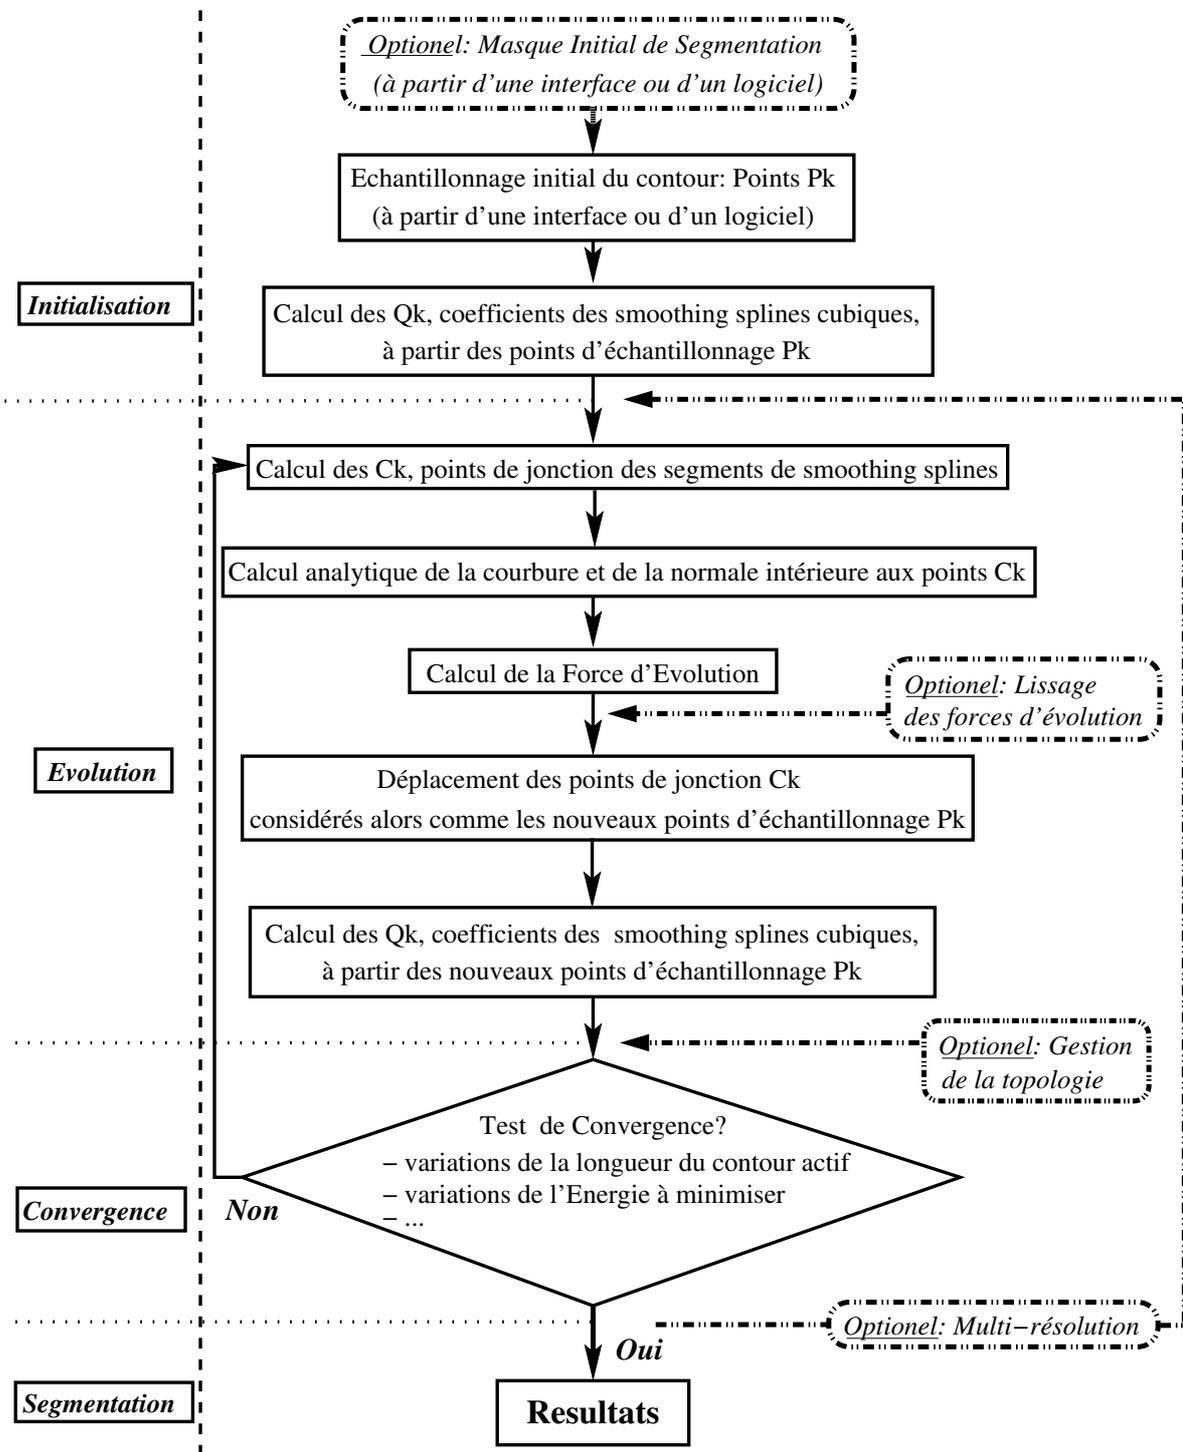 Optionel: Masque Initial de Segmentation
(à partir d'une interface ou d'un logiciel)
Echantillonnage initial du contour: Points Pk
(à partir d'une interface ou d'un logiciel)
Initialisation
Calcul des Qk, coefficients des smoothing splines cubiques,
à partir des points d'échantillonnage Pk
Calcul des Ck, points de jonction des segments de smoothing splines
Calcul analytique de la courbure et de la normale intérieure aux points Ck
Calcul de la Force d'Evolution
Optionel: Lissage
des forces d'évolution
Evolution
Déplacement des points de jonction Ck
considérés alors comme les nouveaux points d'échantillonnage Pk
Calcul des Qk, coefficients des smoothing splines cubiques,
à partir des nouveaux points d'échantillonnage Pk
Optionel: Gestion
de la topologie
Test de Convergence?
− variations de la longueur du contour actif
− variations de l'Energie à minimiser
− ...
Convergence
Non
Optionel: Multi−résolution
Oui
Segmentation
Resultats